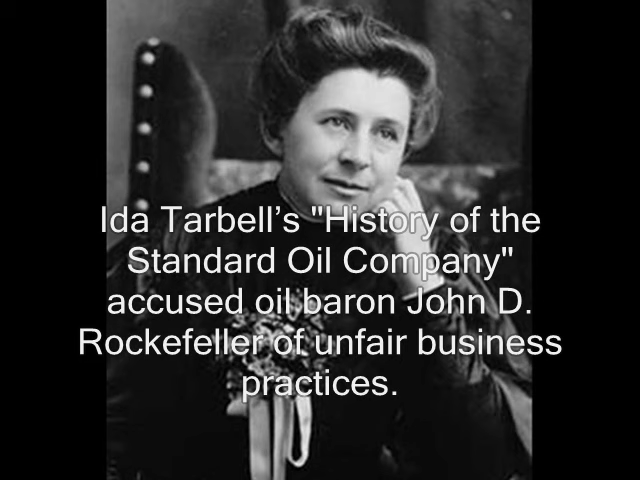 Ida Tarbell’s "History of the
Standard Oil Company"
accused oil baron John D.
Rockefeller of unfair business
practices.